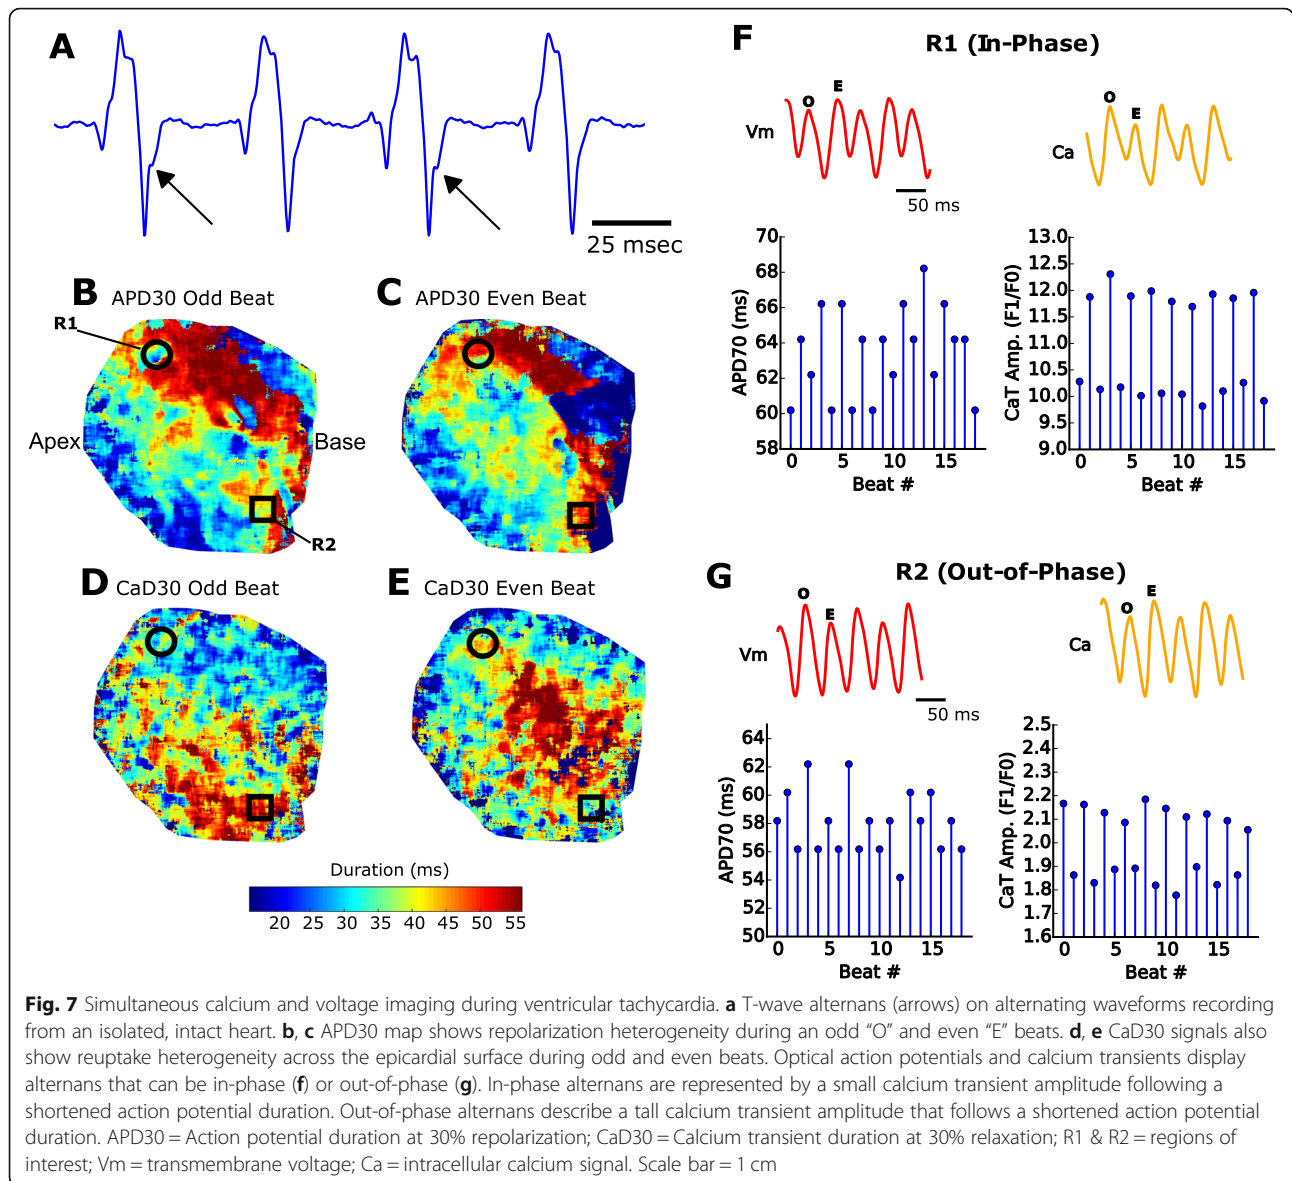 A
25 msec
B
APD30 Odd Beat
R1
Apex
Base
R2
C
APD30 Even Beat
D
CaD30 Odd Beat
E
CaD30 Even Beat
Duration (ms)
20 25 30 35 40 45 50 55
F
R1 (In-Phase)
O
E
Vm
50 ms
O
E
Ca
70
68
66
64
62
60
58
APD70 (ms)
0 5 10 15
Beat #
13.0
12.5
12.0
11.5
11.0
10.5
10.0
9.5
9.0
CaT Amp. (F1/F0)
0 5 10 15
Beat #
G
R2 (Out-of-Phase)
O
E
Vm
50 ms
O
E
Ca
64
62
60
58
56
54
52
50
APD70 (ms)
0 5 10 15
Beat #
2.5
2.4
2.3
2.2
2.1
2.0
1.9
1.8
1.7
1.6
CaT Amp. (F1/F0)
0 5 10 15
Beat #
Fig. 7 Simultaneous calcium and voltage imaging during ventricular tachycardia. a T-wave alternans (arrows) on alternating waveforms recording
from an isolated, intact heart. b, c APD30 map shows repolarization heterogeneity during an odd “O” and even “E” beats. d, e CaD30 signals also
show reuptake heterogeneity across the epicardial surface during odd and even beats. Optical action potentials and calcium transients display
alternans that can be in-phase (f) or out-of-phase (g). In-phase alternans are represented by a small calcium transient amplitude following a
shortened action potential duration. Out-of-phase alternans describe a tall calcium transient amplitude that follows a shortened action potential
duration. APD30 = Action potential duration at 30% repolarization; CaD30 = Calcium transient duration at 30% relaxation; R1 & R2 = regions of
interest; Vm = transmembrane voltage; Ca = intracellular calcium signal. Scale bar = 1 cm